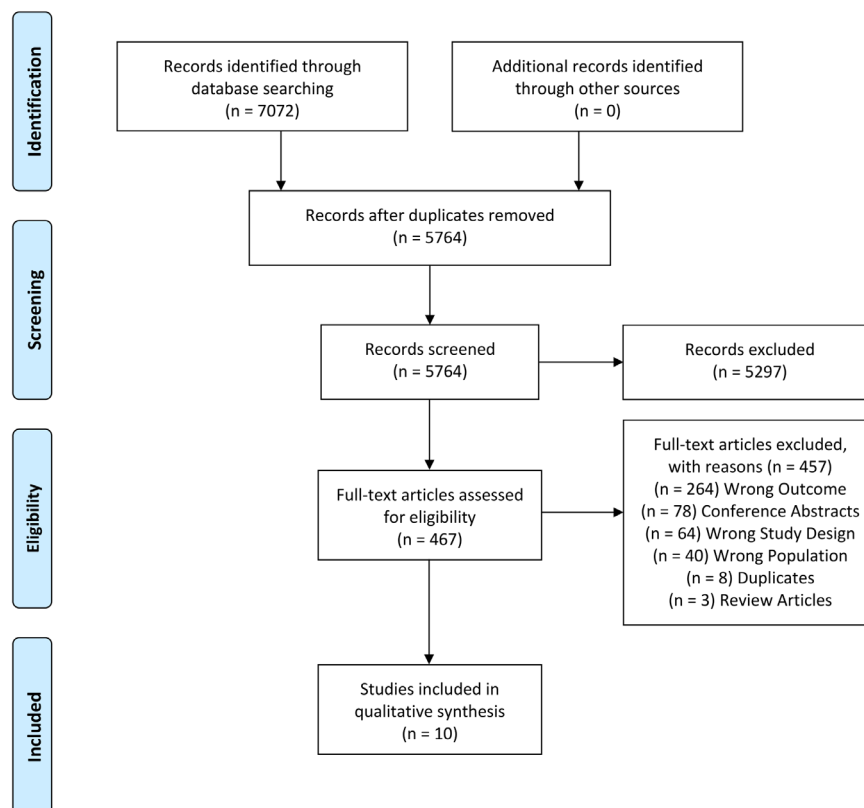 Identification
Records identified through
database searching
(n = 7072)
Additional records identified
through other sources
(n = 0)
Records after duplicates removed
(n = 5764)
Screening
Records screened
(n = 5764)
Records excluded
(n = 5297)
Eligibility
Full-text articles assessed
for eligibility
(n = 467)
Full-text articles excluded,
with reasons (n = 457)
(n = 264) Wrong Outcome
(n = 78) Conference Abstracts
(n = 64) Wrong Study Design
(n = 40) Wrong Population
(n = 8) Duplicates
(n = 3) Review Articles
Included
Studies included in
qualitative synthesis
(n = 10)